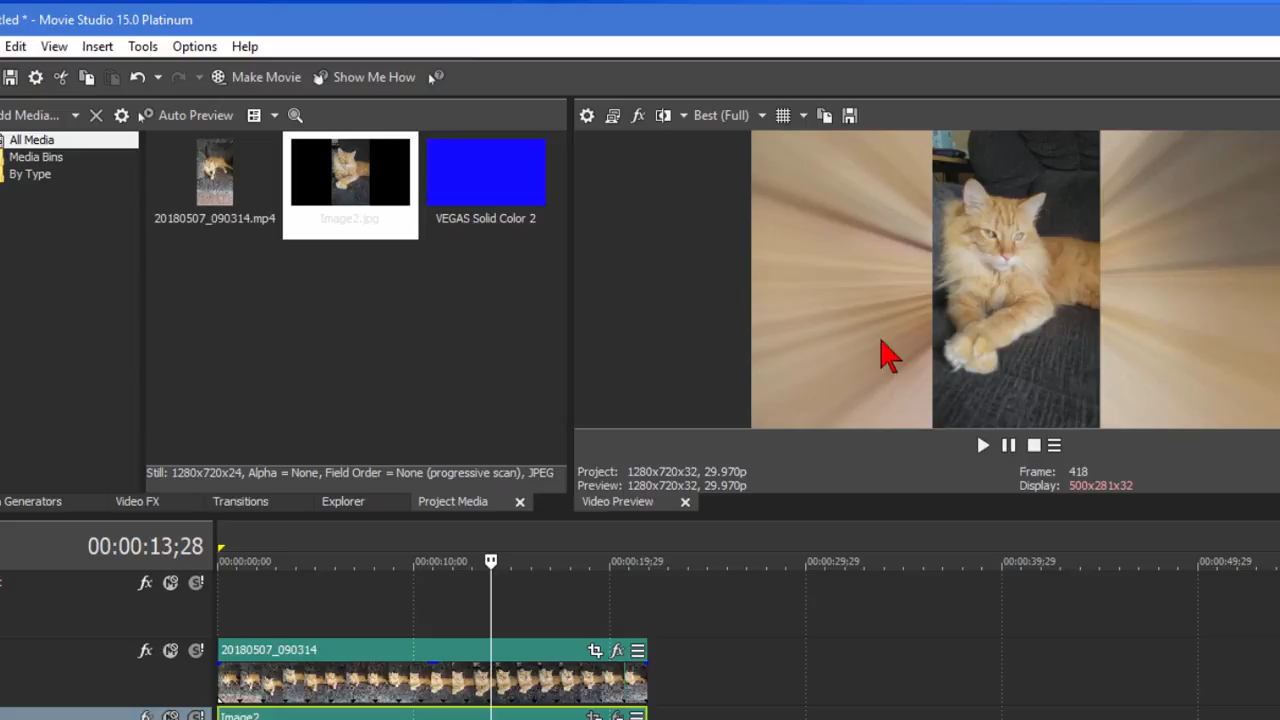 tled * - Movie Studio 15.0 Platinum
Edit View Insert Tools Options Help
Make Movie Show Me How
dd Media... Auto Preview
Best (Full)
All Media
Media Bins
By Type
20180507_090314.mp4
Image2.jpg
VEGAS Solid Color 2
Still: 1280x720x24, Alpha = None, Field Order = None (progressive scan), JPEG
Project: 1280x720x32, 29.970p
Preview: 1280x720x32, 29.970p
Frame: 418
Display: 500x281x32
Generators Video FX Transitions Explorer Project Media
Video Preview
00:00:13;28
00:00:00;00 00:00:10;00 00:00:19;29 00:00:29;29 00:00:39;29 00:00:49;29
20180507_090314
Image2